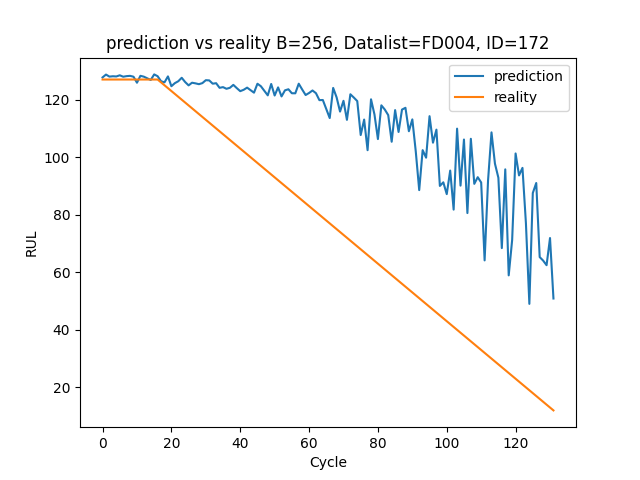 prediction vs reality B=256, Datalist=FD004, ID=172
prediction
reality
RUL
120
100
80
60
40
20
0 20 40 60 80 100 120
Cycle